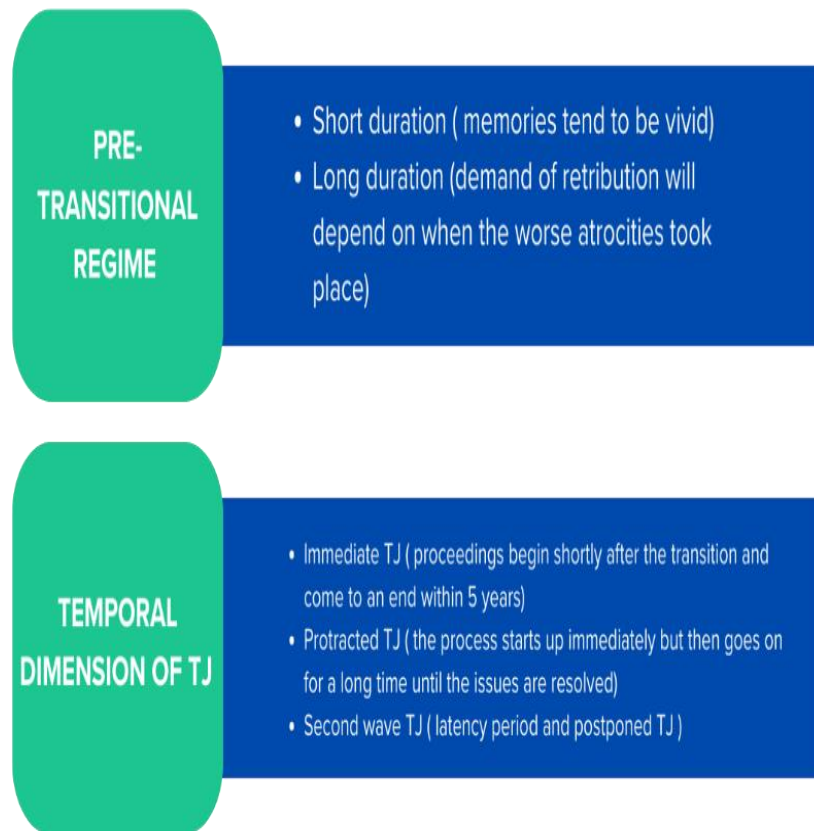 PRE-
TRANSITIONAL
REGIME
• Short duration ( memories tend to be vivid)
• Long duration (demand of retribution will
depend on when the worse atrocities took
place)
TEMPORAL
DIMENSION OF TJ
• Immediate TJ ( proceedings begin shortly after the transition and
come to an end within 5 years)
• Protracted TJ ( the process starts up immediately but then goes on
for a long time until the issues are resolved)
• Second wave TJ ( latency period and postponed TJ )